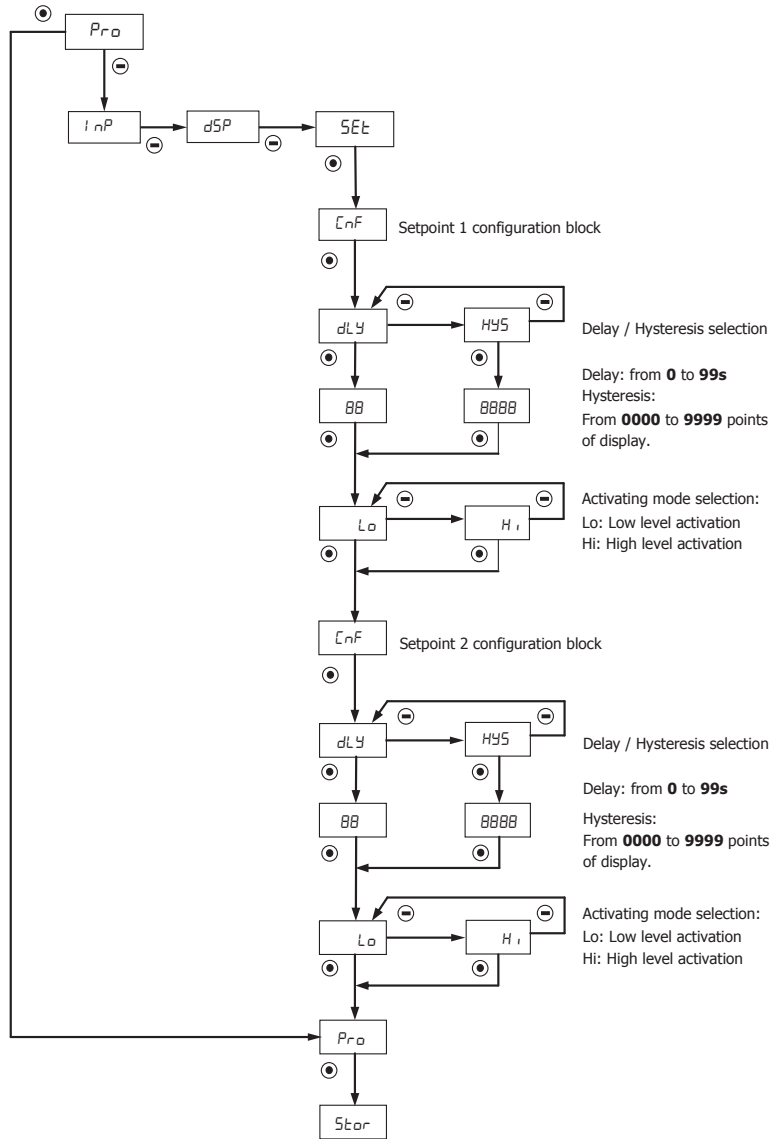 Pro
InP
dSP
SEt
CnF
Setpoint 1 configuration block
dLY
HYS
Delay / Hysteresis selection
88
8888
Delay: from 0 to 99s
Hysteresis:
From 0000 to 9999 points
of display.
Lo
Hi
Activating mode selection:
Lo: Low level activation
Hi: High level activation
CnF
Setpoint 2 configuration block
dLY
HYS
Delay / Hysteresis selection
88
8888
Delay: from 0 to 99s
Hysteresis:
From 0000 to 9999 points
of display.
Lo
Hi
Activating mode selection:
Lo: Low level activation
Hi: High level activation
Pro
Stor